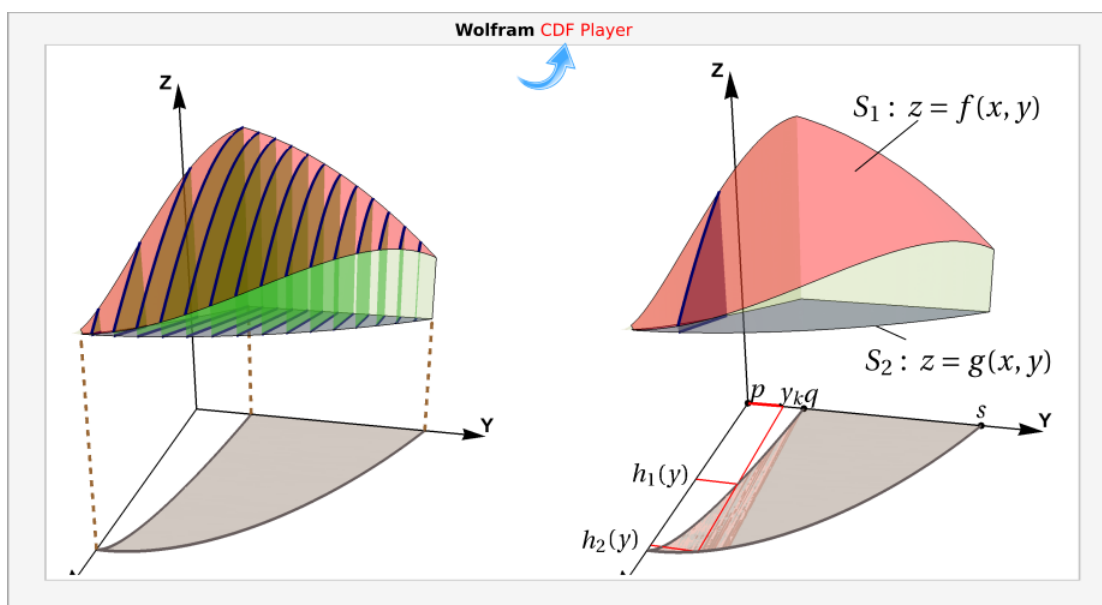 Wolfram CDF Player
Z
Y
Z
S₁ : z = f(x, y)
S₂ : z = g(x, y)
p
yₖ
q
s
Y
h₁(y)
h₂(y)